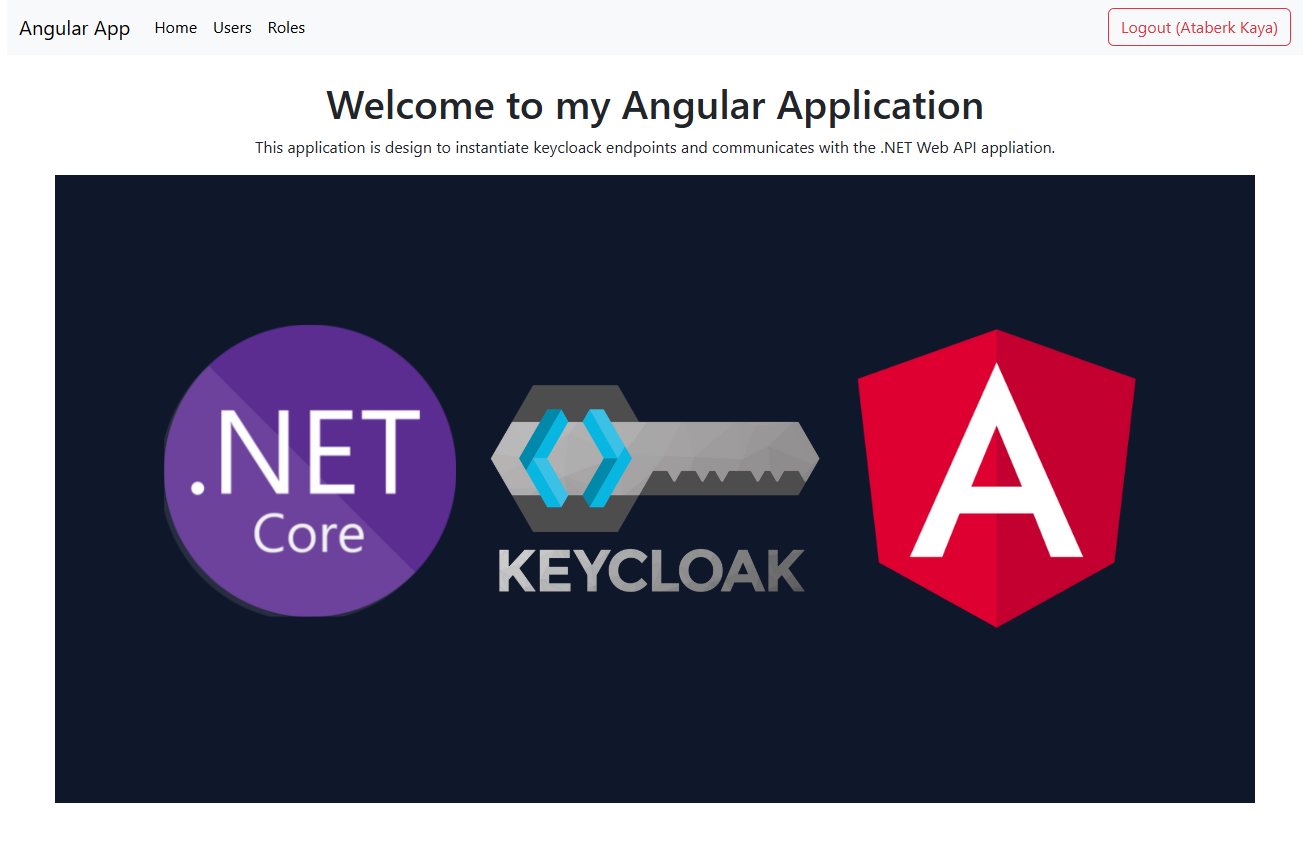 Angular App Home Users Roles Logout (Ataberk Kaya)
Welcome to my Angular Application
This application is design to instantiate keycloack endpoints and communicates with the .NET Web API appliation.
.NET
Core
KEYCLOAK
A